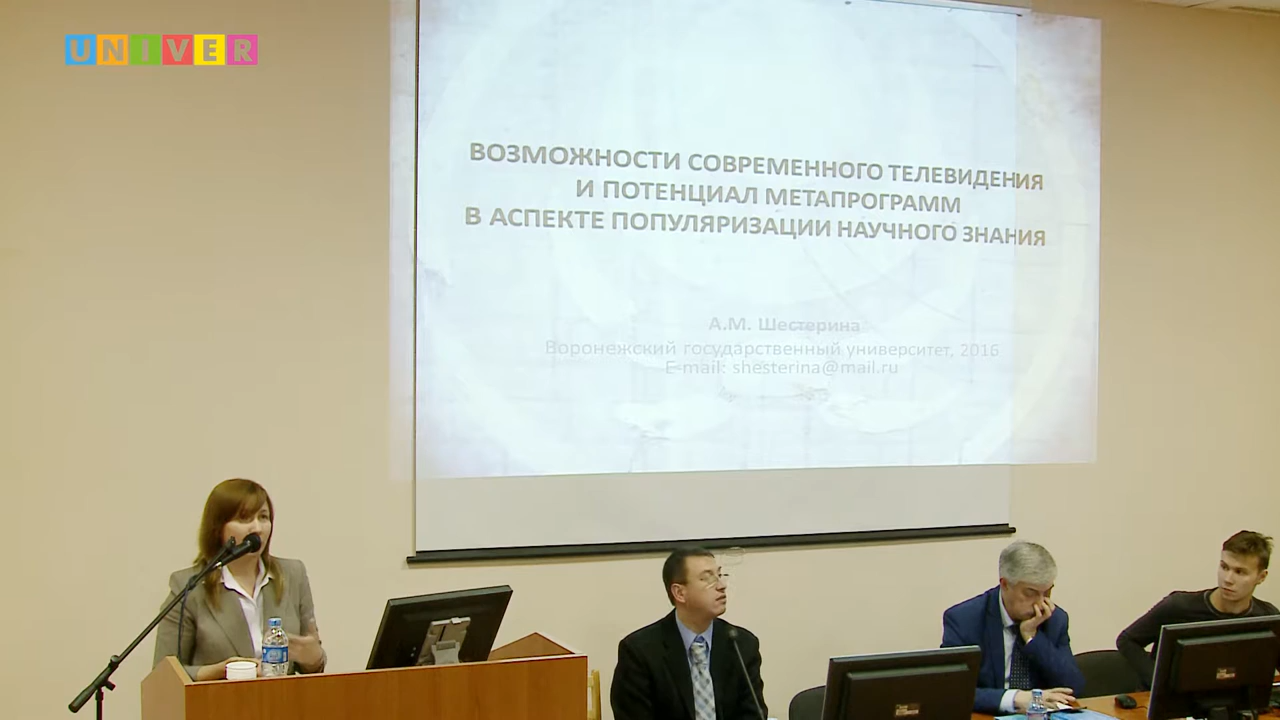 UNIVER
ВОЗМОЖНОСТИ СОВРЕМЕННОГО ТЕЛЕВИДЕНИЯ
И ПОТЕНЦИАЛ МЕТАПРОГРАММ
В АСПЕКТЕ ПОПУЛЯРИЗАЦИИ НАУЧНОГО ЗНАНИЯ
А.М. Шестерина
Воронежский государственный университет, 2016
E-mail: shesterina@mail.ru